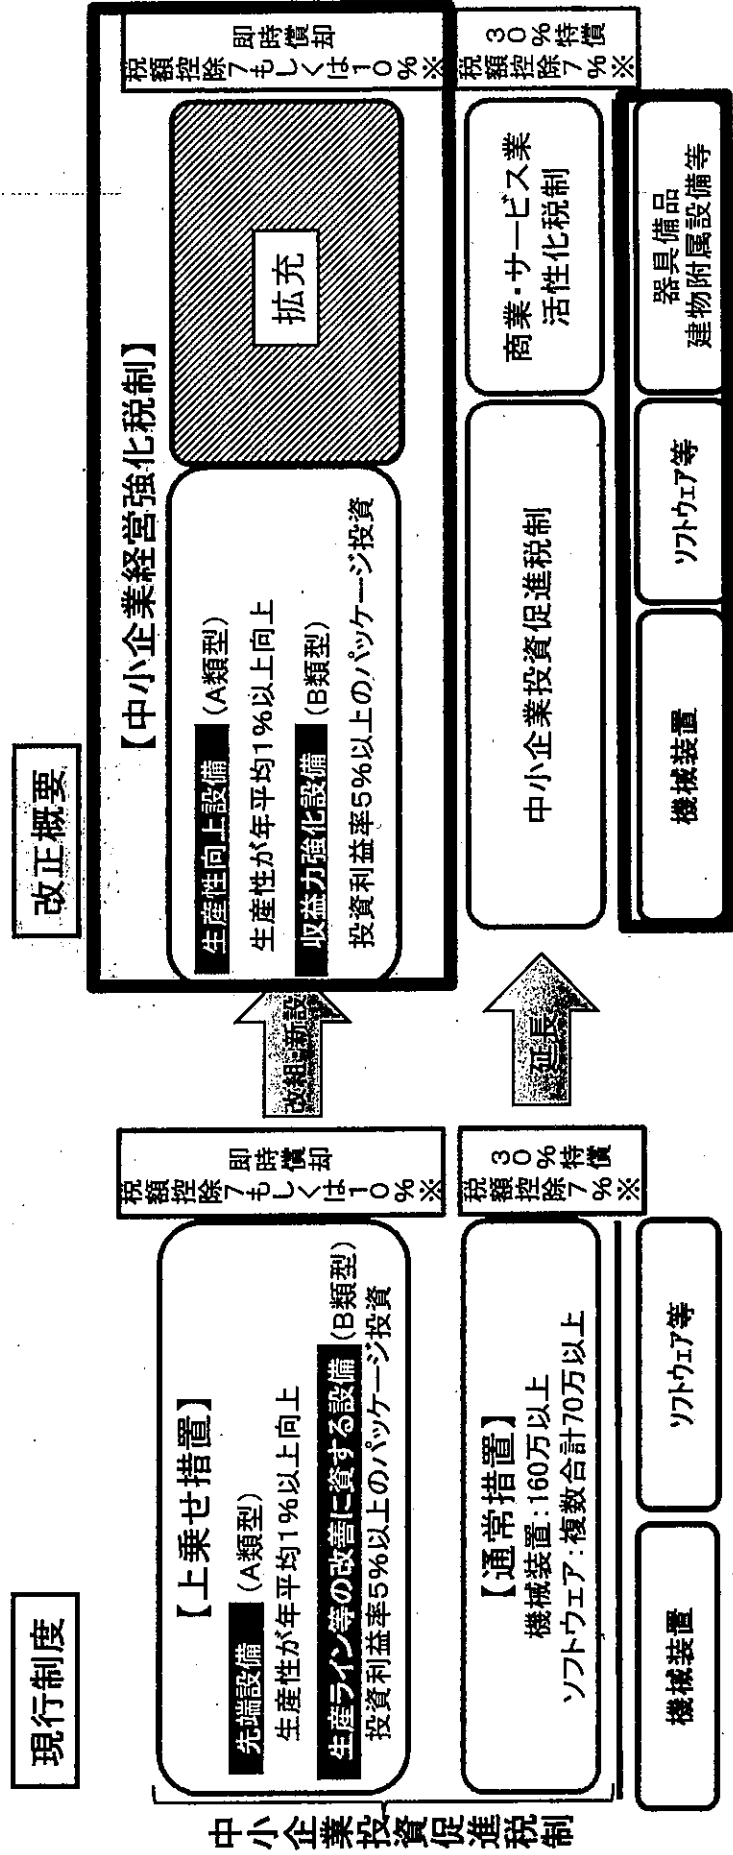 現行制度
中小企業投資促進税制
【上乗せ措置】
先端設備(A類型)
生産性が年平均1%以上向上
生産ライン等の改善に資する設備(B類型)
投資利益率5%以上のパッケージ投資
即時償却
税額控除7もしくは10%※
【通常措置】
機械装置:160万以上
ソフトウェア:複数合計70万以上
30%特償
税額控除7%※
機械装置
ソフトウェア等
改組・新設
延長
改正概要
【中小企業経営強化税制】
生産性向上設備(A類型)
生産性が年平均1%以上向上
収益力強化設備(B類型)
投資利益率5%以上のパッケージ投資
拡充
即時償却
税額控除7もしくは10%※
中小企業投資促進税制
商業・サービス業
活性化税制
30%特償
税額控除7%※
機械装置
ソフトウェア等
器具備品
建物附属設備等